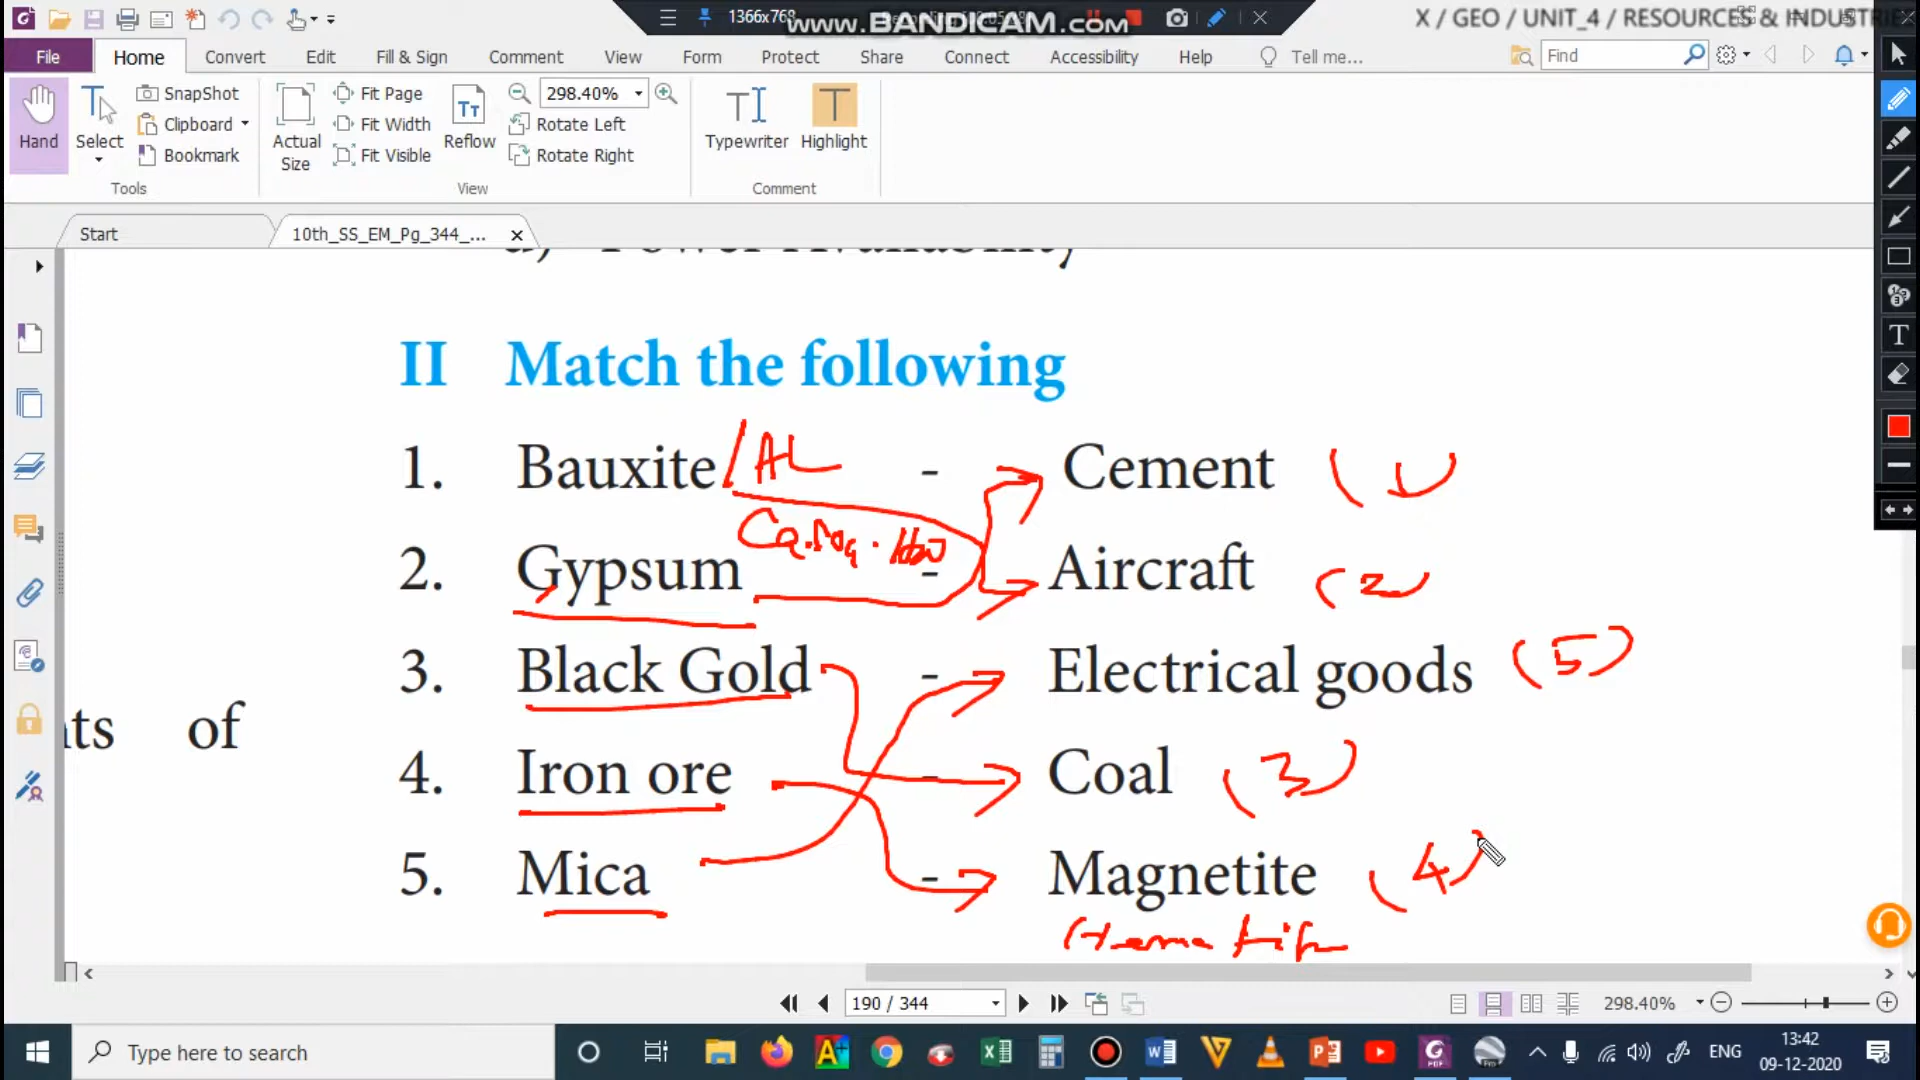 1366x768
www.BANDICAM.com
X / GEO / UNIT_4 / RESOURCES & INDUSTRIES
File Home Convert Edit Fill & Sign Comment View Form Protect Share Connect Accessibility Help Tell me... Find
Hand
Select
SnapShot
Clipboard
Bookmark
Tools
Actual Size
Fit Page
Fit Width
Fit Visible
Reflow
298.40%
Rotate Left
Rotate Right
View
Typewriter
Highlight
Comment
Start 10th_SS_EM_Pg_344_...
d) Power Availability
II Match the following
1. Bauxite /AL - Cement (1)
2. Gypsum - Aircraft (2)
3. Black Gold - Electrical goods (5)
4. Iron ore - Coal (3)
5. Mica - Magnetite (4)
of
190 / 344
298.40%
Type here to search
ENG
13:42
09-12-2020